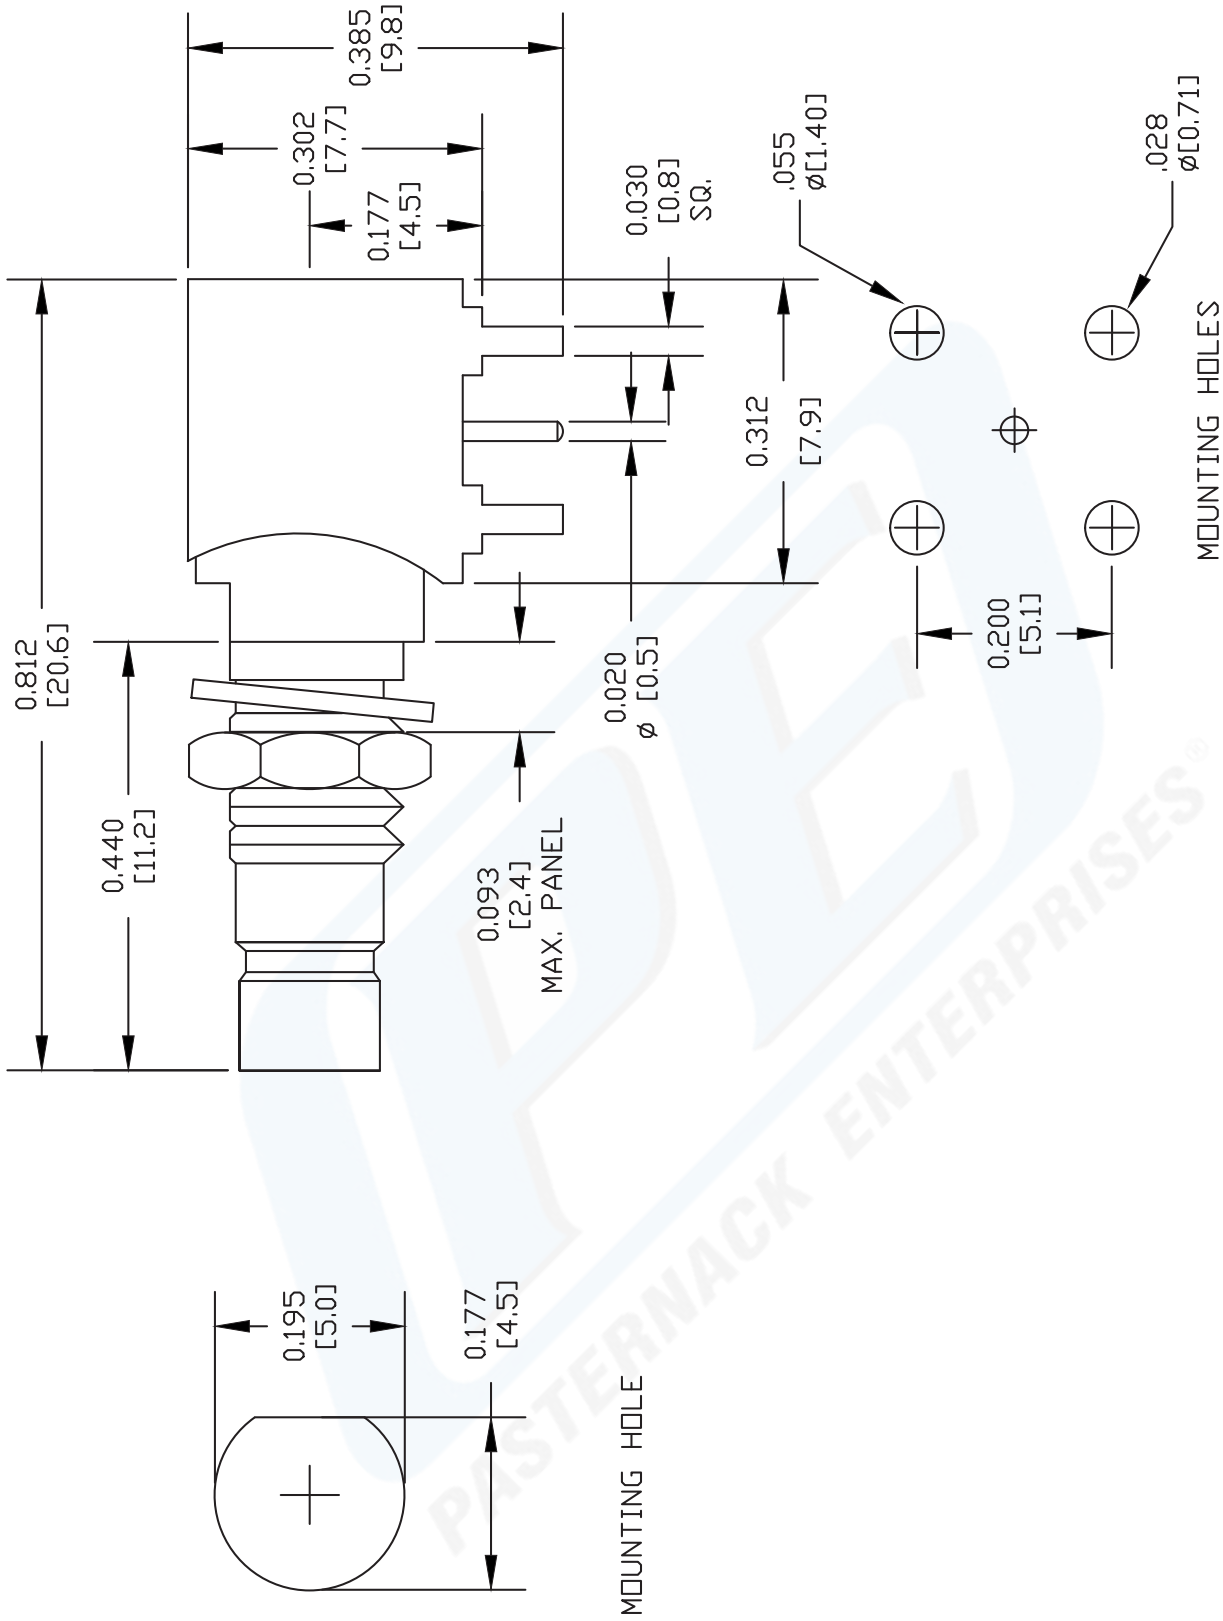 0.812
[20.6]
0.440
[11.2]
0.385
[9.8]
0.302
[7.7]
0.177
[4.5]
0.030
[0.8]
SQ.
0.312
[7.9]
0.020
ø [0.5]
0.093
[2.4]
MAX. PANEL
0.195
[5.0]
0.177
[4.5]
MOUNTING HOLE
.055
ø[1.40]
.028
ø[0.71]
0.200
[5.1]
MOUNTING HOLES
PE
PASTERNACK ENTERPRISES®